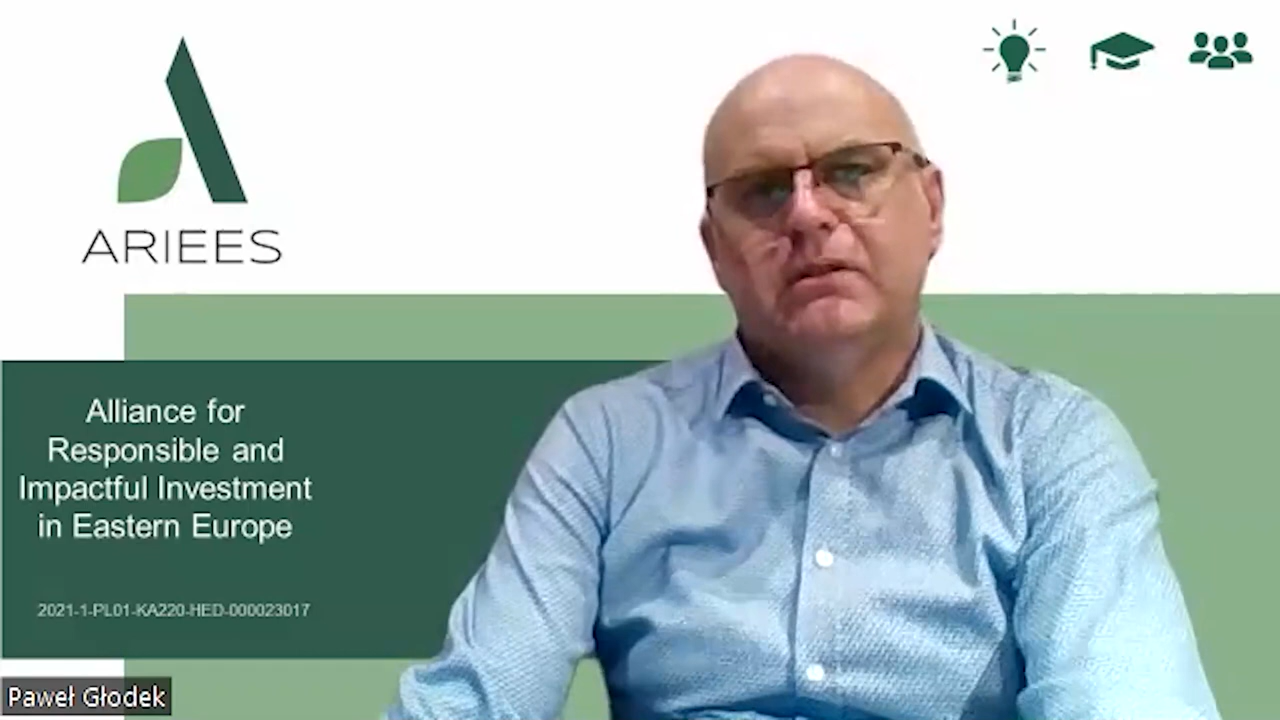 ARIEES
Alliance for
Responsible and
Impactful Investment
in Eastern Europe
2021-1-PL01-KA220-HED-000023017
Paweł Głodek